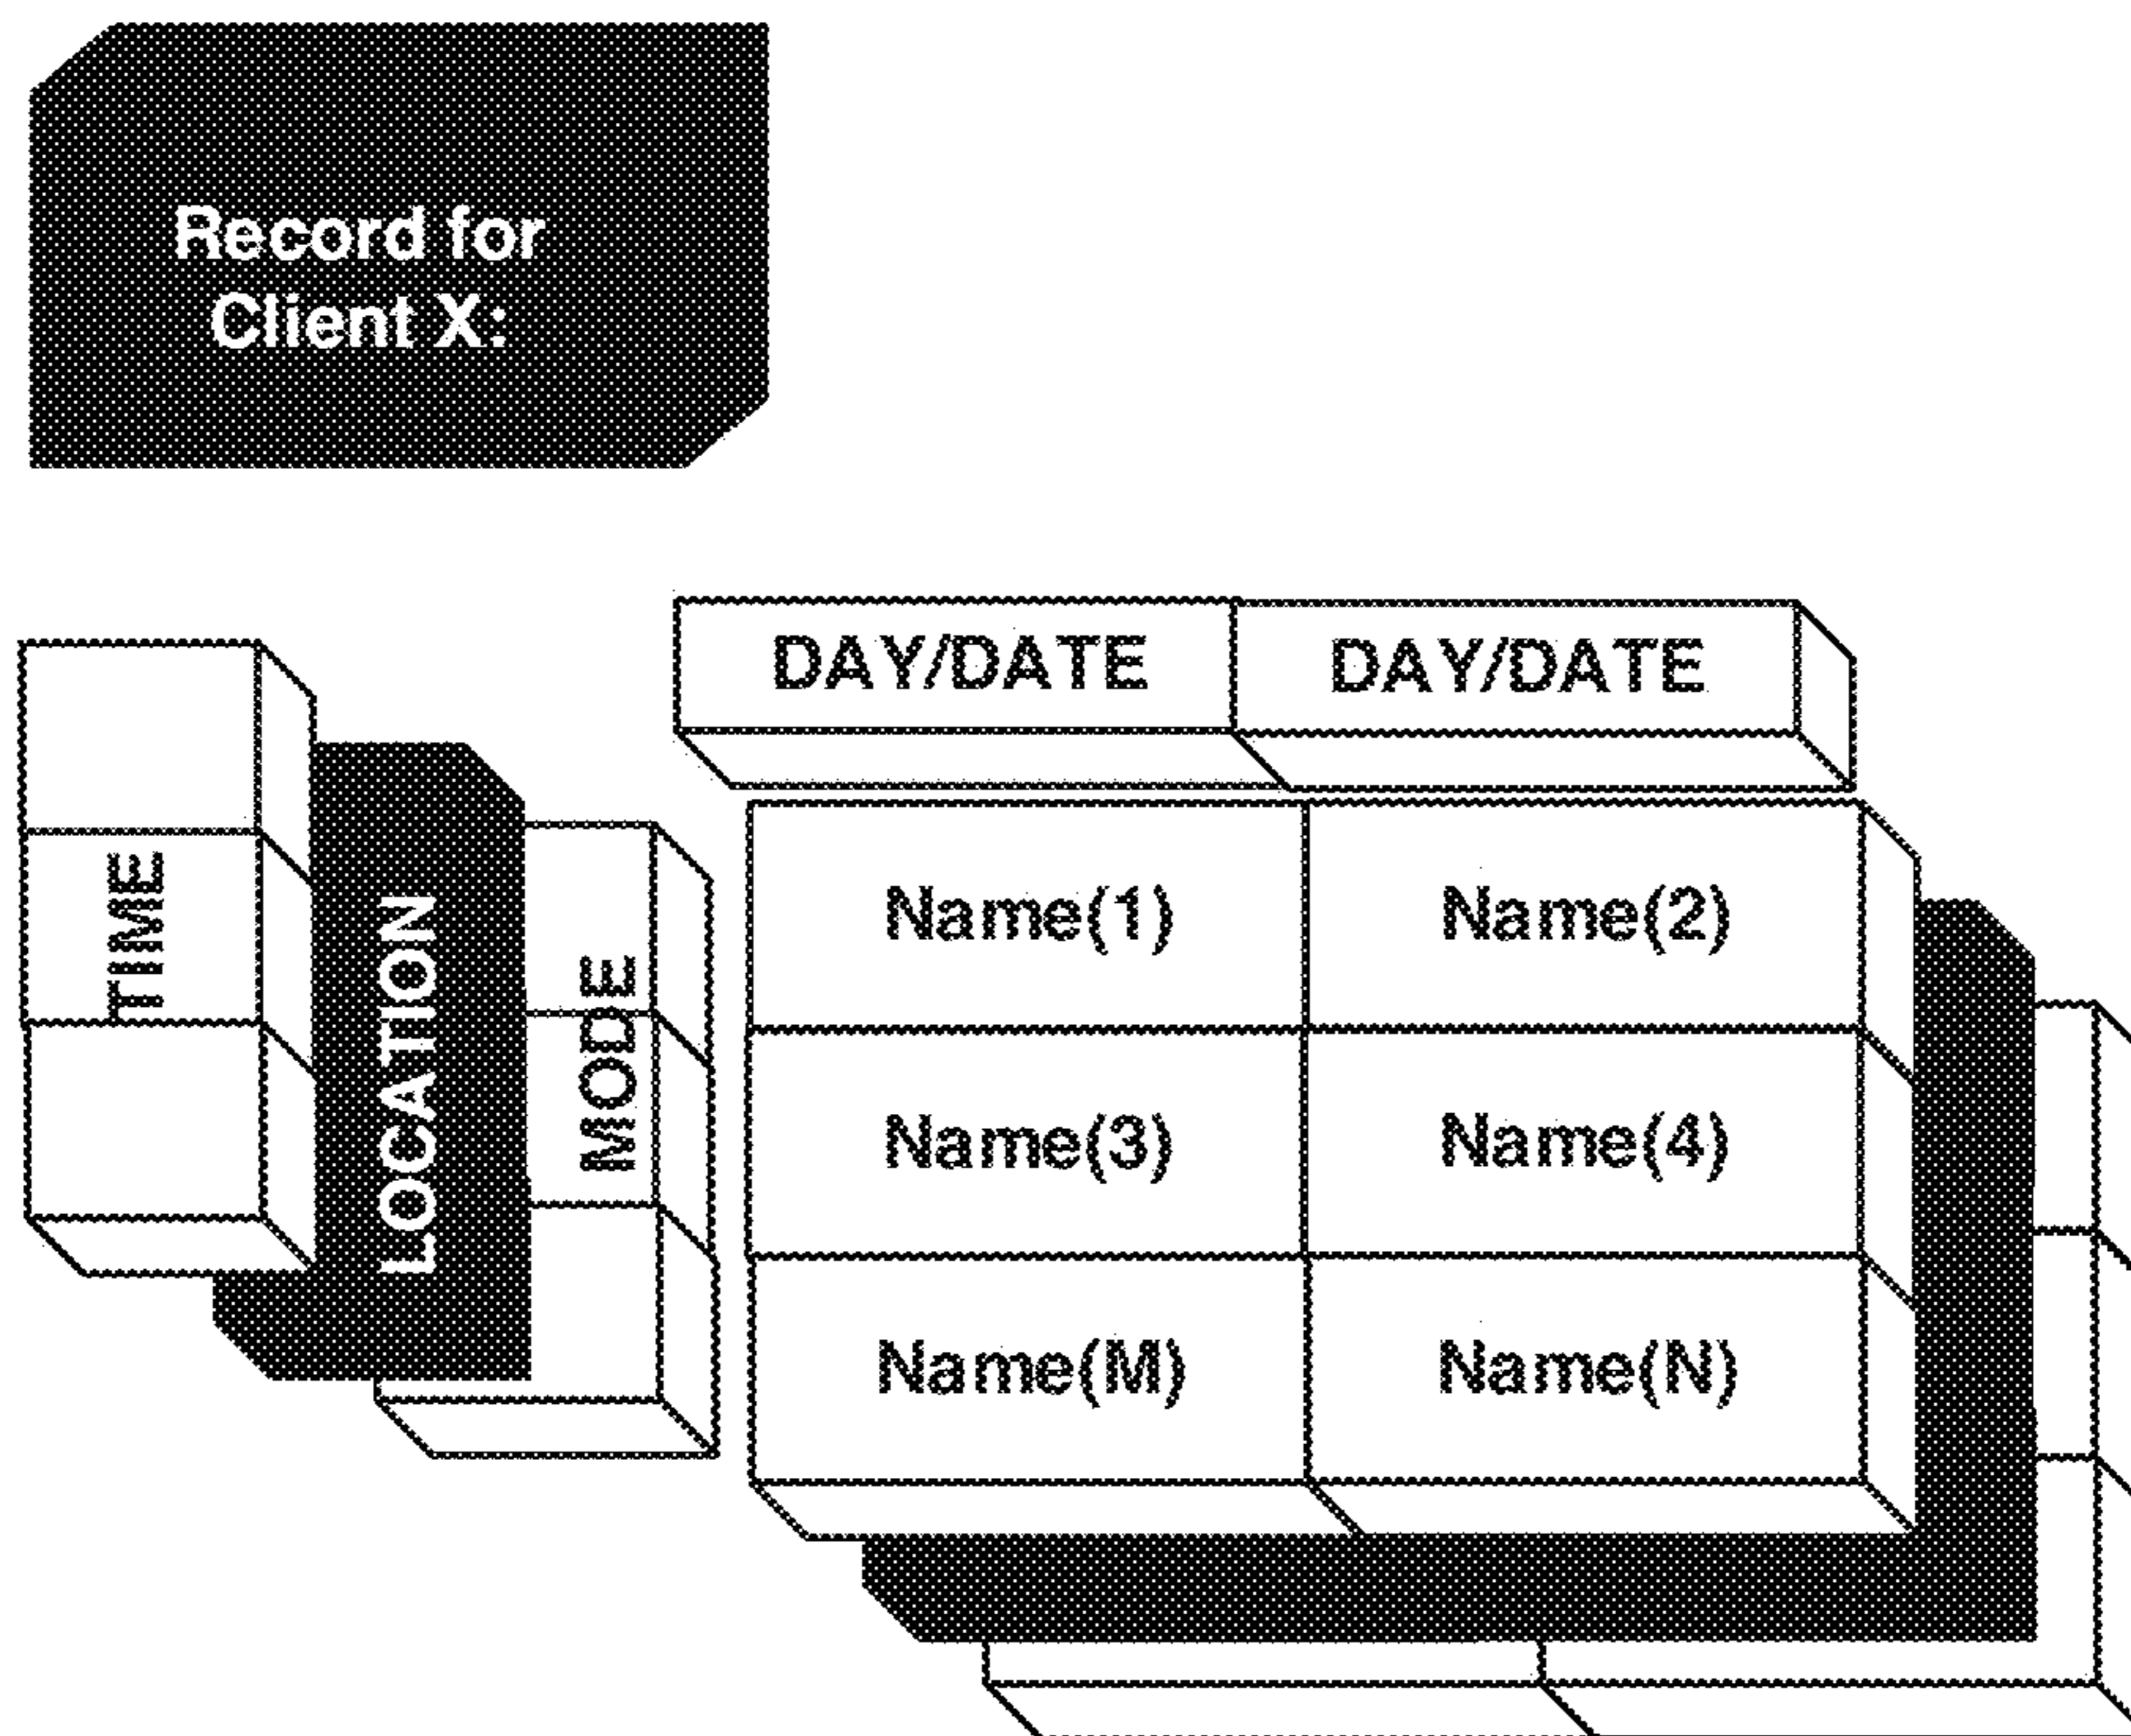 Record for
Client X:
DAY/DATE DAY/DATE
TIME
LOCATION
MODE
Name(1) Name(2)
Name(3) Name(4)
Name(M) Name(N)